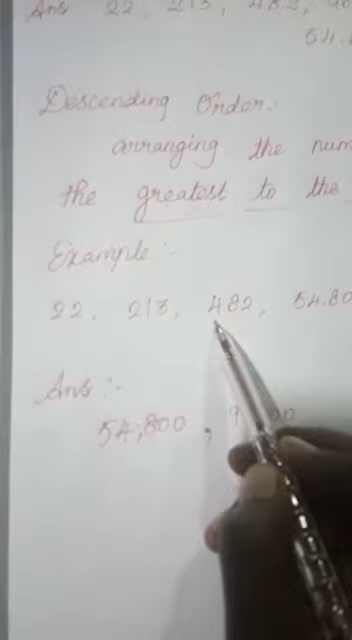 Ans 22, 213, 482,
54.
Descending Order:-
arranging the num
the greatest to the
Example :-
22, 213, 482, 54.80
Ans :-
54,800, 9